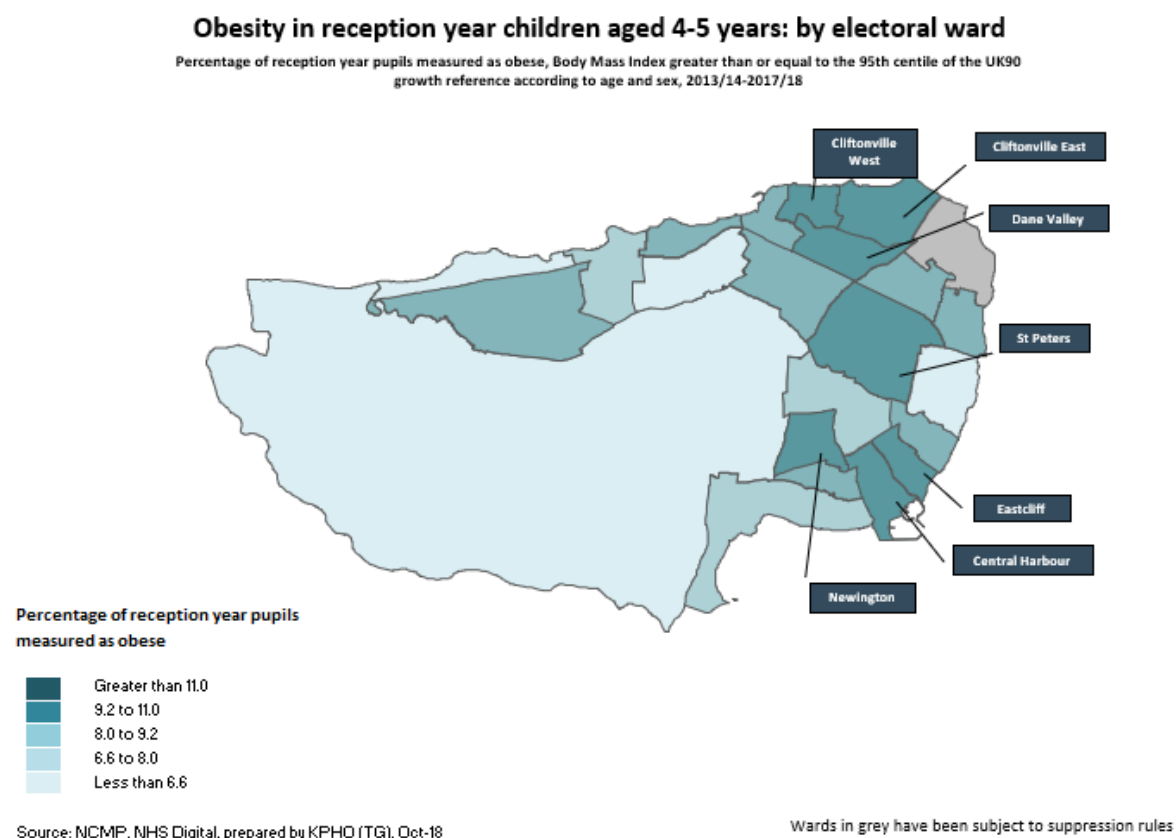 Obesity in reception year children aged 4-5 years: by electoral ward
Percentage of reception year pupils measured as obese, Body Mass Index greater than or equal to the 95th centile of the UK90
growth reference according to age and sex, 2013/14-2017/18
Cliftonville
West
Cliftonville East
Dane Valley
St Peters
Eastcliff
Central Harbour
Newington
Percentage of reception year pupils
measured as obese
Greater than 11.0
9.2 to 11.0
8.0 to 9.2
6.6 to 8.0
Less than 6.6
Source: NCMP, NHS Digital, prepared by KPHO (TG), Oct-18
Wards in grey have been subject to suppression rules